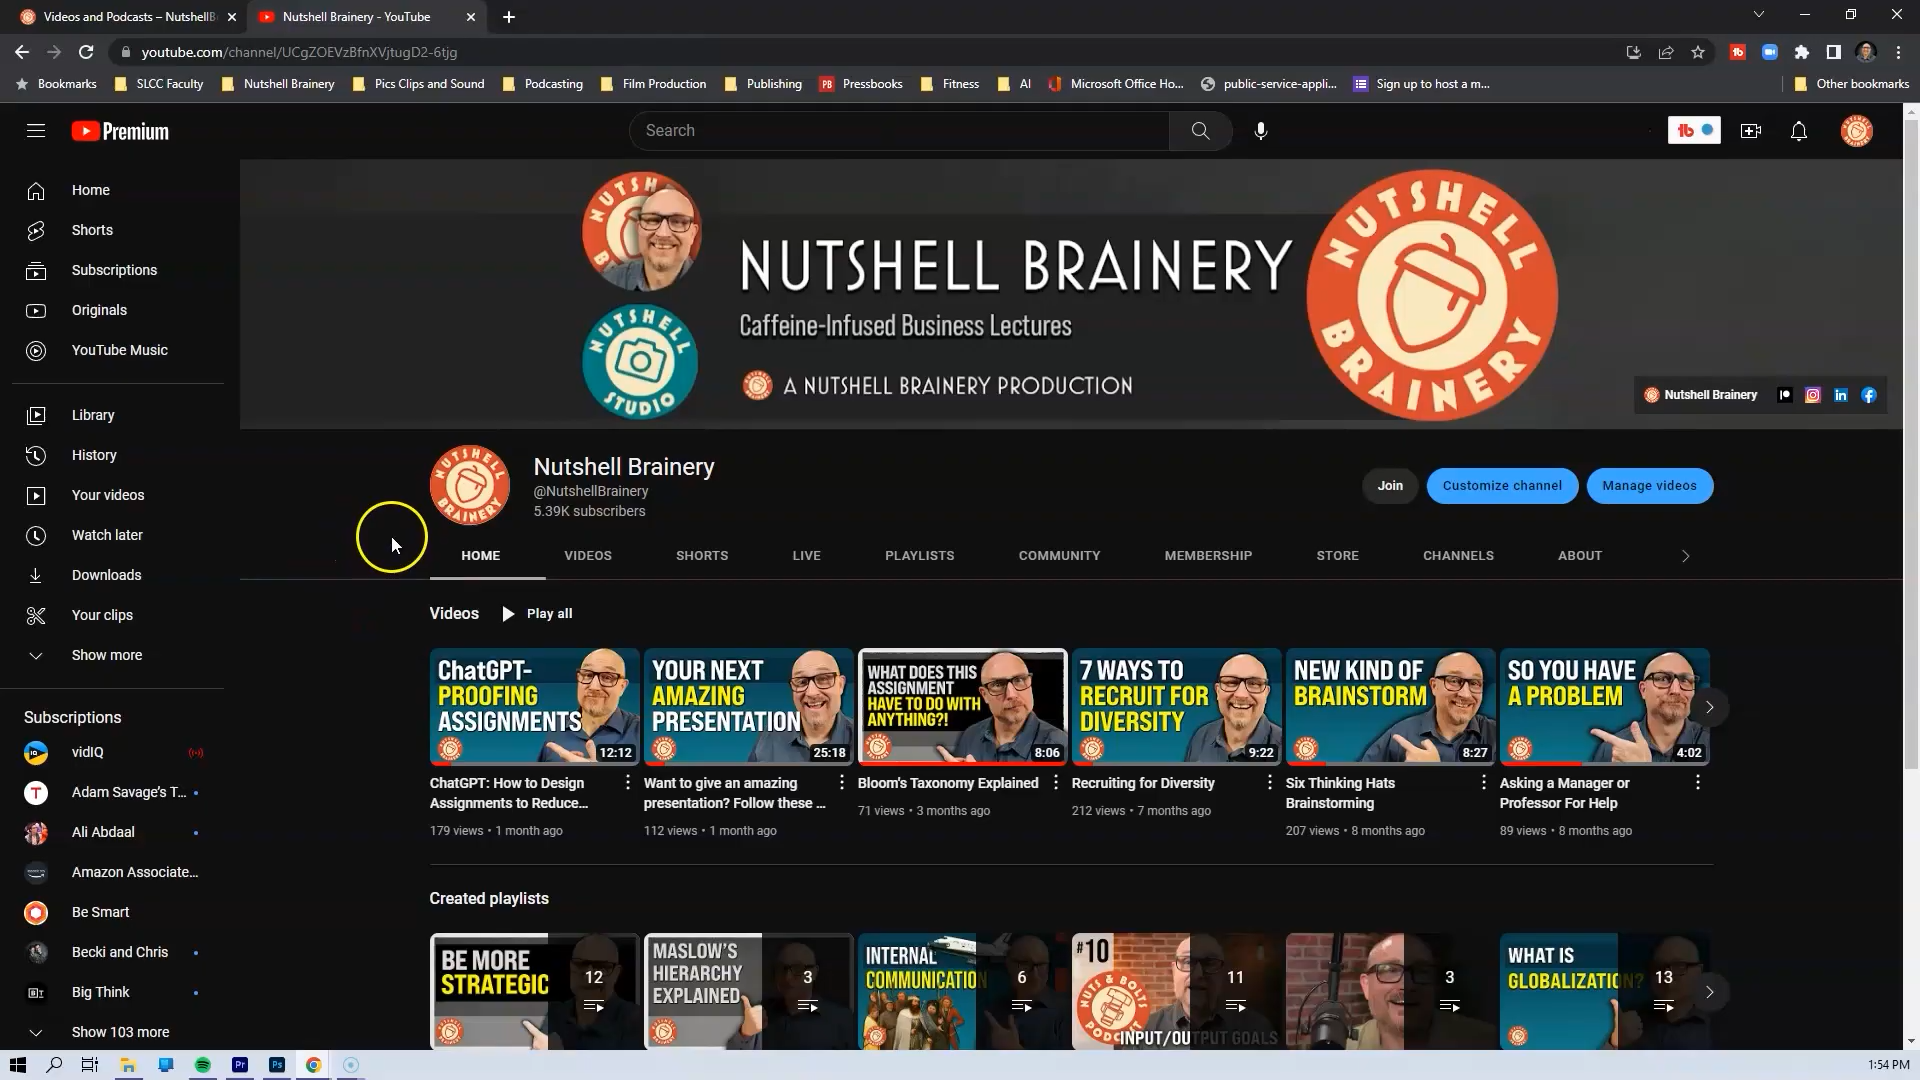 Videos and Podcasts – NutshellB
Nutshell Brainery - YouTube
youtube.com/channel/UCgZOEVzBfnXVjtugD2-6tjg
Bookmarks
SLCC Faculty
Nutshell Brainery
Pics Clips and Sound
Podcasting
Film Production
Publishing
PB Pressbooks
Fitness
AI
Microsoft Office Ho...
public-service-appli...
Sign up to host a m...
Other bookmarks
Premium
Search
tb
Home
Shorts
Subscriptions
Originals
YouTube Music
Library
History
Your videos
Watch later
Downloads
Your clips
Show more
Subscriptions
vidIQ
Adam Savage's T...
Ali Abdaal
Amazon Associate...
Be Smart
Becki and Chris
Big Think
Show 103 more
NUTSHELL STUDIO
NUTSHELL BRAINERY
Caffeine-Infused Business Lectures
A NUTSHELL BRAINERY PRODUCTION
NUTSHELL BRAINERY
Nutshell Brainery
NUTSHELL BRAINERY
Nutshell Brainery
@NutshellBrainery
5.39K subscribers
Join
Customize channel
Manage videos
HOME
VIDEOS
SHORTS
LIVE
PLAYLISTS
COMMUNITY
MEMBERSHIP
STORE
CHANNELS
ABOUT
Videos
Play all
ChatGPT-
PROOFING
ASSIGNMENTS
12:12
ChatGPT: How to Design
Assignments to Reduce...
179 views • 1 month ago
YOUR NEXT
AMAZING
PRESENTATION
25:18
Want to give an amazing
presentation? Follow these ...
112 views • 1 month ago
WHAT DOES THIS
ASSIGNMENT
HAVE TO DO WITH
ANYTHING?!
8:06
Bloom's Taxonomy Explained
71 views • 3 months ago
7 WAYS TO
RECRUIT FOR
DIVERSITY
9:22
Recruiting for Diversity
212 views • 7 months ago
NEW KIND OF
BRAINSTORM
8:27
Six Thinking Hats
Brainstorming
207 views • 8 months ago
SO YOU HAVE
A PROBLEM
4:02
Asking a Manager or
Professor For Help
89 views • 8 months ago
Created playlists
BE MORE
STRATEGIC
12
MASLOW'S
HIERARCHY
EXPLAINED
3
INTERNAL
COMMUNICATION
6
#10
NUTS & BOLTS
PODCAST
INPUT/OUTPUT GOALS
11
3
WHAT IS
GLOBALIZATION?
13
Pr
Ps
1:54 PM